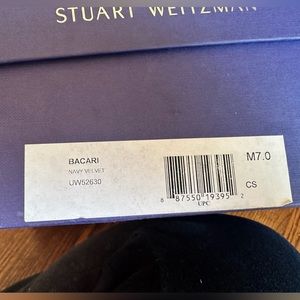 STUART WEITZMAN
BACARI
NAVY VELVET
UW52630
M7.0
CS
8 87550 19395 2
UPC